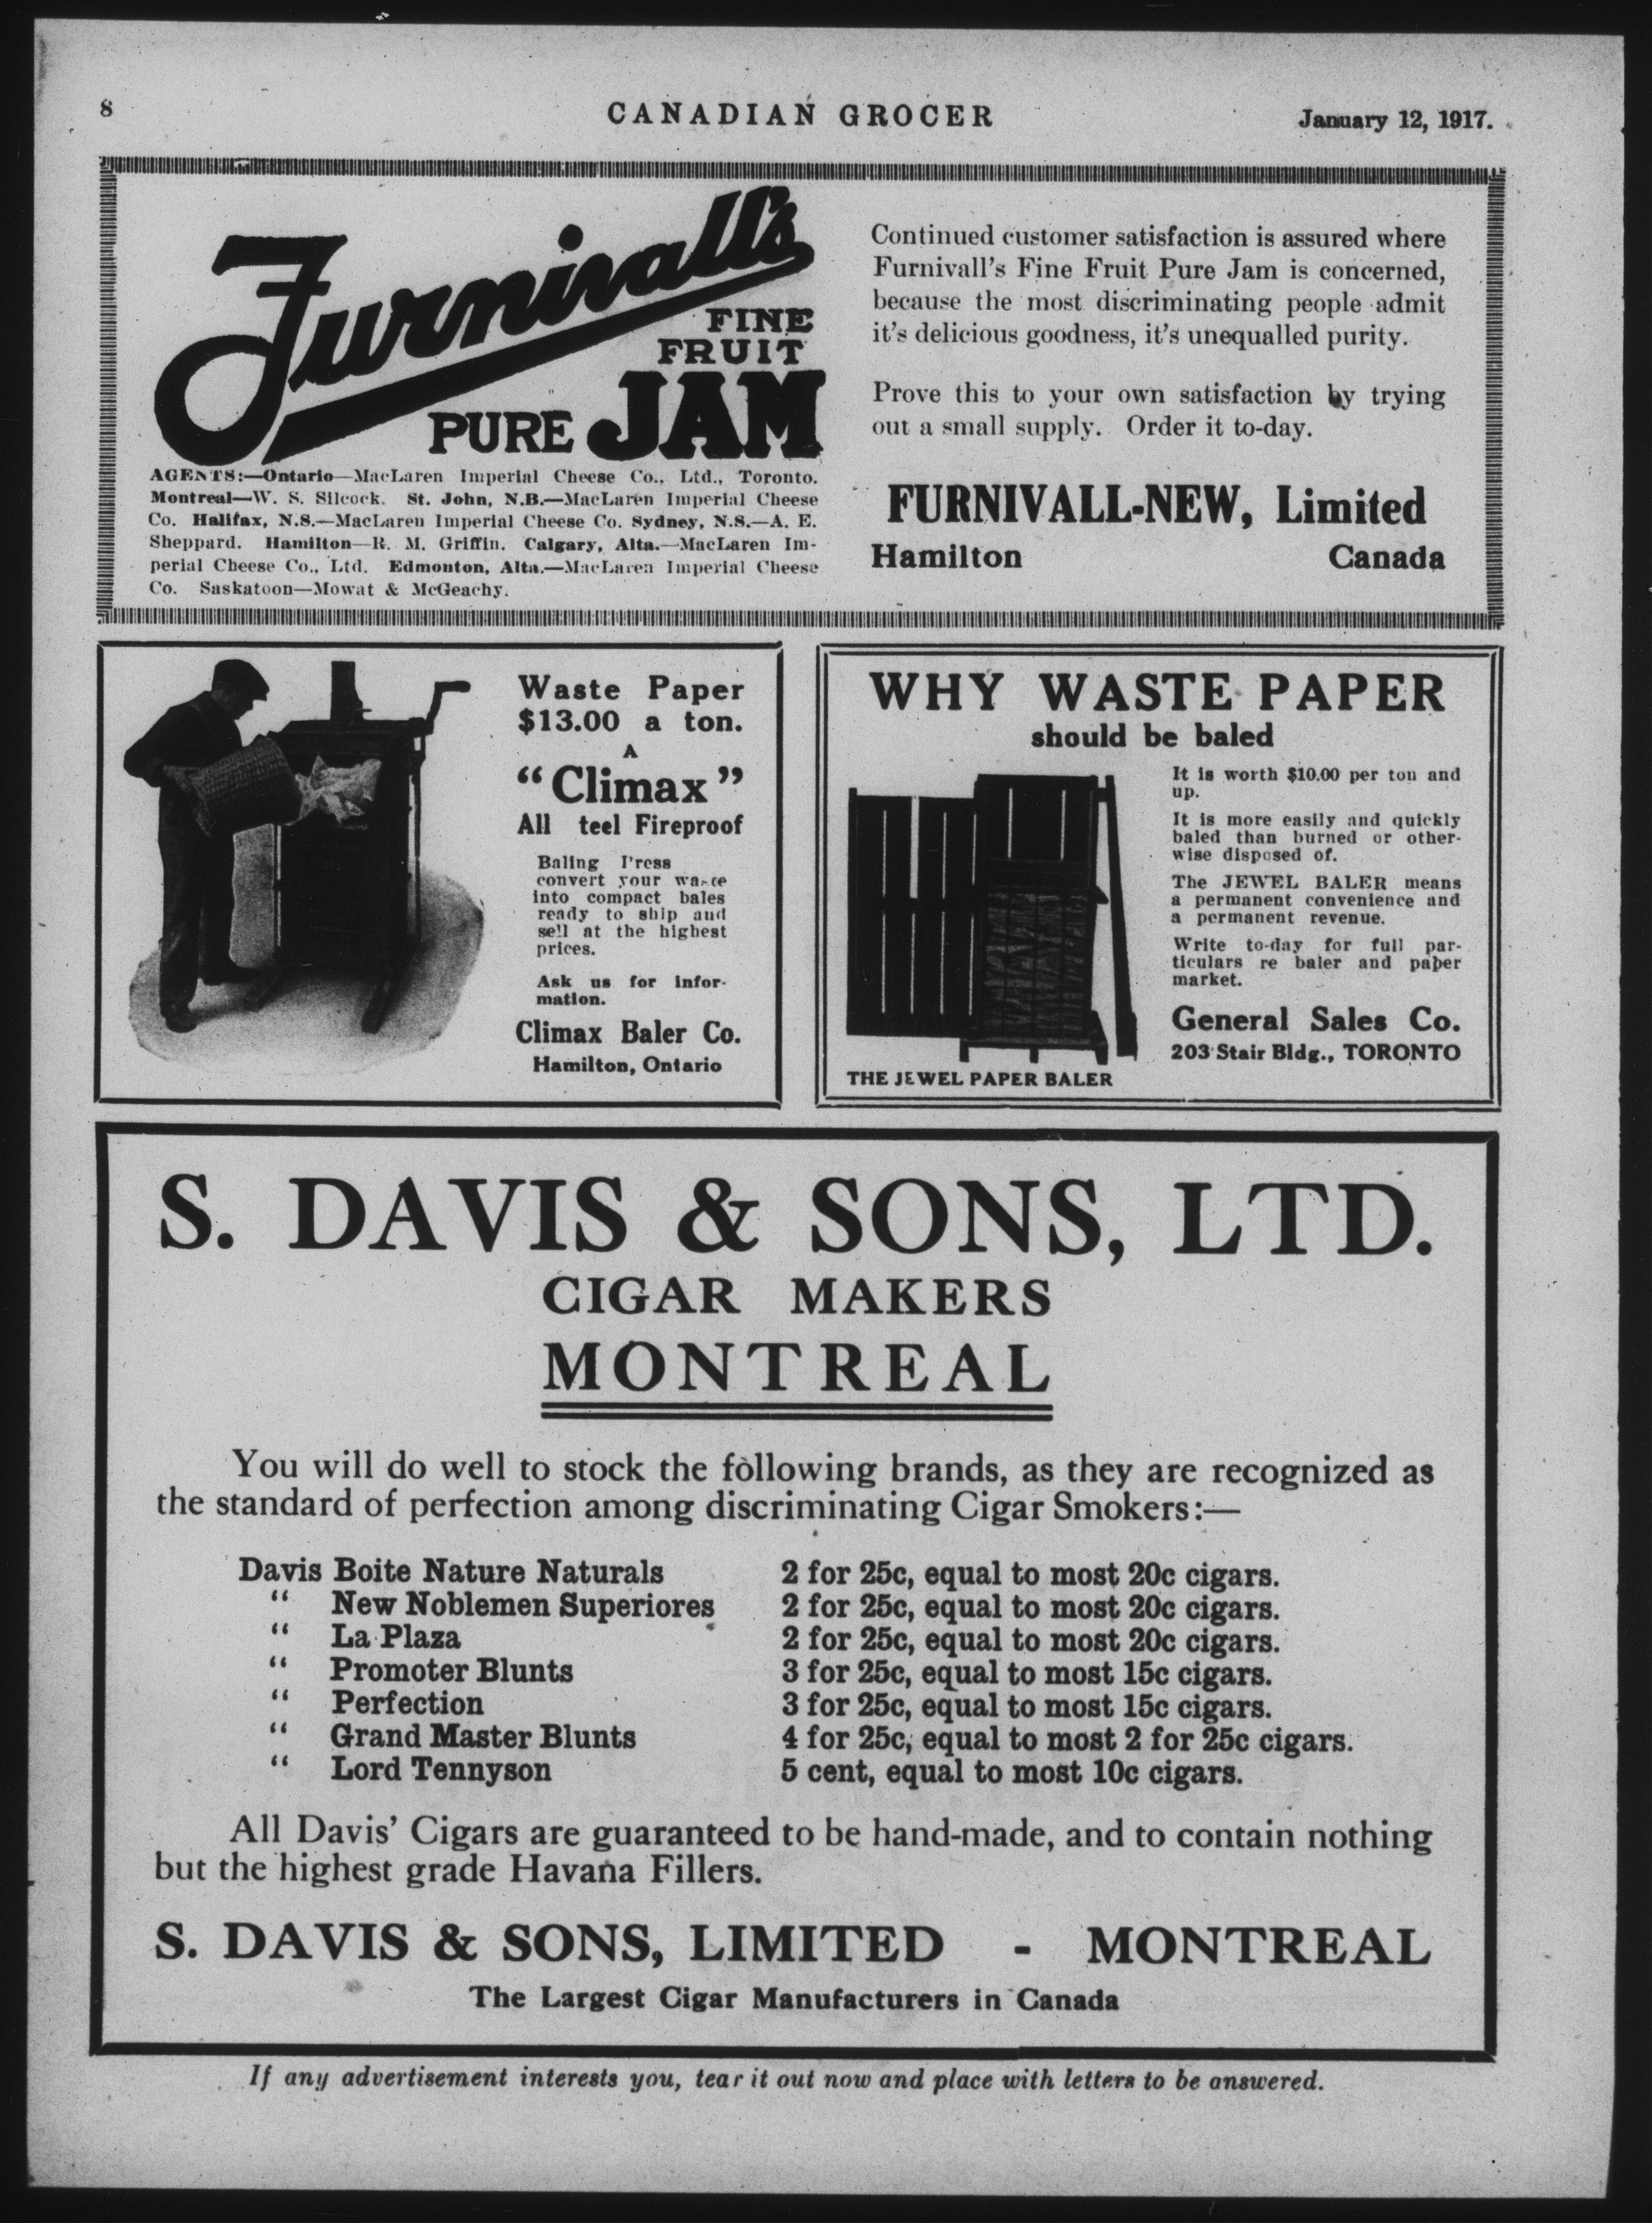 8
CANADIAN GROCER
January 12, 1917.
Furnivall's
FINE
FRUIT
PURE JAM
AGENTS:—Ontario—MacLaren Imperial Cheese Co., Ltd., Toronto.
Montreal—W. S. Silcock. St. John, N.B.—MacLaren Imperial Cheese
Co. Halifax, N.S.—MacLaren Imperial Cheese Co. Sydney, N.S.—A. E.
Sheppard. Hamilton—R. M. Griffin. Calgary, Alta.—MacLaren Im-
perial Cheese Co., Ltd. Edmonton, Alta.—MacLaren Imperial Cheese
Co. Saskatoon—Mowat & McGeachy.
Continued customer satisfaction is assured where
Furnivall's Fine Fruit Pure Jam is concerned,
because the most discriminating people admit
it's delicious goodness, it's unequalled purity.
Prove this to your own satisfaction by trying
out a small supply. Order it to-day.
FURNIVALL-NEW, Limited
Hamilton Canada
Waste Paper
$13.00 a ton.
A
"Climax"
All teel Fireproof
Baling Press
convert your waste
into compact bales
ready to ship and
sell at the highest
prices.
Ask us for infor-
mation.
Climax Baler Co.
Hamilton, Ontario
WHY WASTE PAPER
should be baled
It is worth $10.00 per ton and
up.
It is more easily and quickly
baled than burned or other-
wise disposed of.
The JEWEL BALER means
a permanent convenience and
a permanent revenue.
Write to-day for full par-
ticulars re baler and paper
market.
General Sales Co.
203 Stair Bldg., TORONTO
THE JEWEL PAPER BALER
S. DAVIS & SONS, LTD.
CIGAR MAKERS
MONTREAL
You will do well to stock the following brands, as they are recognized as
the standard of perfection among discriminating Cigar Smokers:—
Davis Boite Nature Naturals 2 for 25c, equal to most 20c cigars.
" New Noblemen Superiores 2 for 25c, equal to most 20c cigars.
" La Plaza 2 for 25c, equal to most 20c cigars.
" Promoter Blunts 3 for 25c, equal to most 15c cigars.
" Perfection 3 for 25c, equal to most 15c cigars.
" Grand Master Blunts 4 for 25c, equal to most 2 for 25c cigars.
" Lord Tennyson 5 cent, equal to most 10c cigars.
All Davis' Cigars are guaranteed to be hand-made, and to contain nothing
but the highest grade Havana Fillers.
S. DAVIS & SONS, LIMITED - MONTREAL
The Largest Cigar Manufacturers in Canada
If any advertisement interests you, tear it out now and place with letters to be answered.